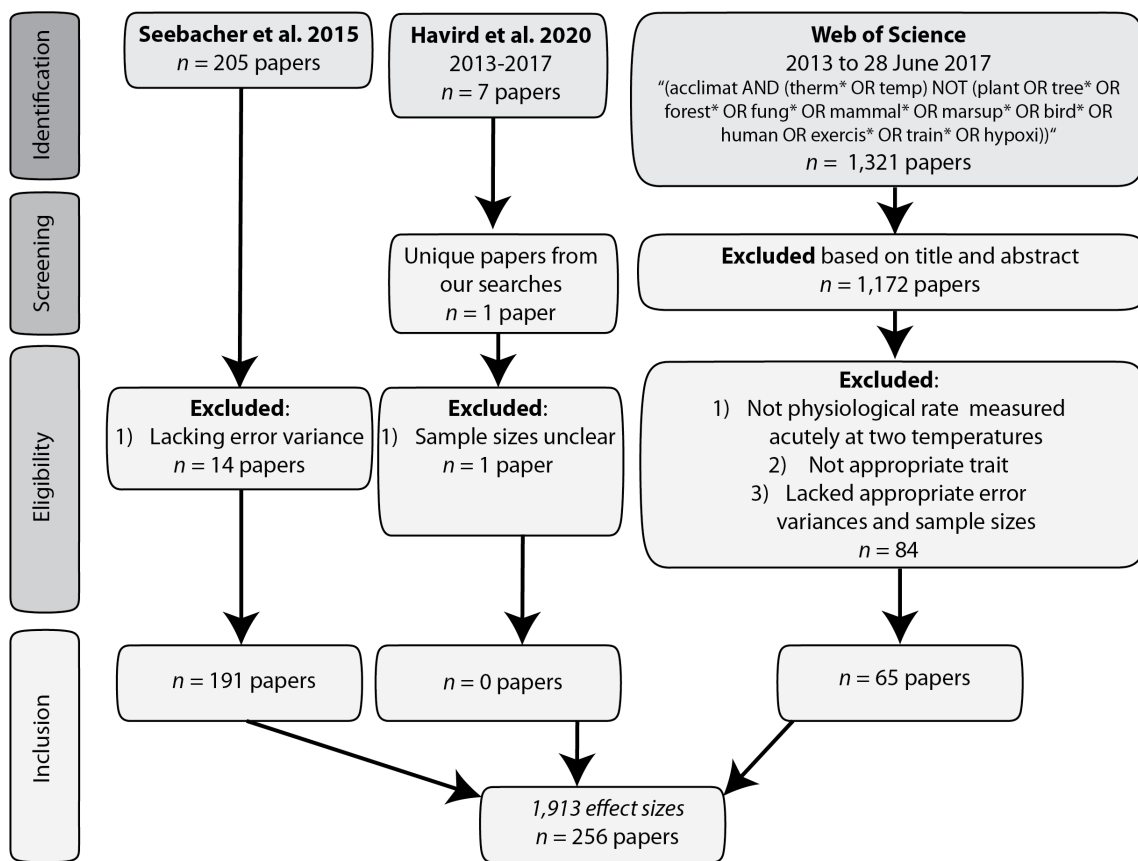 Identification
Seebacher et al. 2015
n = 205 papers
Havird et al. 2020
2013-2017
n = 7 papers
Web of Science
2013 to 28 June 2017
“(acclimat AND (therm* OR temp) NOT (plant OR tree* OR
forest* OR fung* OR mammal* OR marsup* OR bird* OR
human OR exercis* OR train* OR hypoxi))“
n = 1,321 papers
Screening
Unique papers from
our searches
n = 1 paper
Excluded based on title and abstract
n = 1,172 papers
Eligibility
Excluded:
1) Lacking error variance
n = 14 papers
Excluded:
1) Sample sizes unclear
n = 1 paper
Excluded:
1) Not physiological rate measured
acutely at two temperatures
2) Not appropriate trait
3) Lacked appropriate error
variances and sample sizes
n = 84
Inclusion
n = 191 papers
n = 0 papers
n = 65 papers
1,913 effect sizes
n = 256 papers